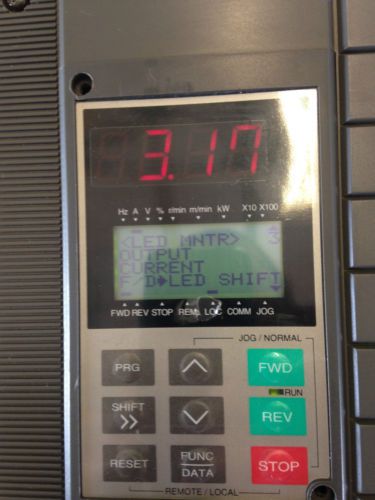 3.17
Hz A V % r/min m/min kW X10 X100
<LED MNTR> 3
OUTPUT
CURRENT
F/D▶LED SHIFT
FWD REV STOP REM LOC COMM JOG
JOG / NORMAL
PRG
FWD
RUN
SHIFT
>>
REV
RESET
FUNC
DATA
STOP
REMOTE / LOCAL